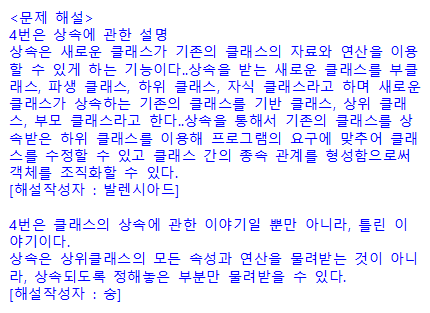 <문제 해설>
4번은 상속에 관한 설명
상속은 새로운 클래스가 기존의 클래스의 자료와 연산을 이용
할 수 있게 하는 기능이다..상속을 받는 새로운 클래스를 부클
래스, 파생 클래스, 하위 클래스, 자식 클래스라고 하며 새로운
클래스가 상속하는 기존의 클래스를 기반 클래스, 상위 클래
스, 부모 클래스라고 한다..상속을 통해서 기존의 클래스를 상
속받은 하위 클래스를 이용해 프로그램의 요구에 맞추어 클래
스를 수정할 수 있고 클래스 간의 종속 관계를 형성함으로써
객체를 조직화할 수 있다.
[해설작성자 : 발렌시아드]

4번은 클래스의 상속에 관한 이야기일 뿐만 아니라, 틀린 이
야기이다.
상속은 상위클래스의 모든 속성과 연산을 물려받는 것이 아니
라, 상속되도록 정해놓은 부분만 물려받을 수 있다.
[해설작성자 : 숭]